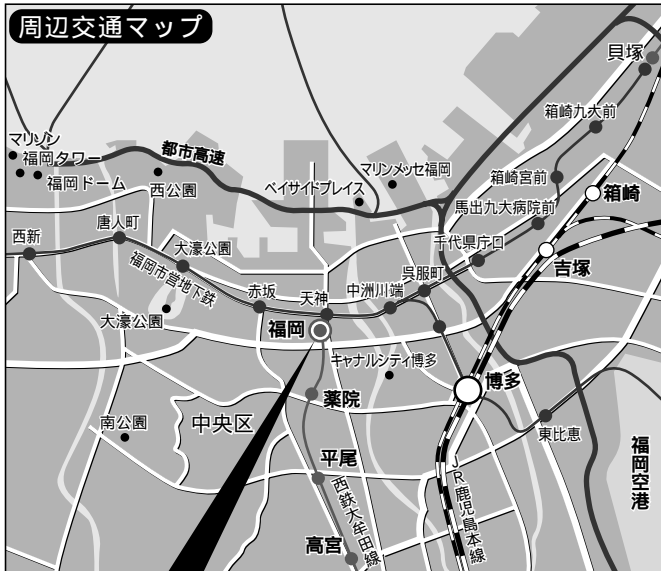 周辺交通マップ
貝塚
箱崎九大前
マリゾン
福岡タワー
福岡ドーム
都市高速
西公園
ベイサイドプレイス
マリンメッセ福岡
箱崎宮前
箱崎
馬出九大病院前
唐人町
西新
大濠公園
福岡市営地下鉄
千代県庁口
吉塚
呉服町
中洲川端
天神
赤坂
大濠公園
福岡
キャナルシティ博多
博多
薬院
東比恵
南公園
中央区
福岡空港
平尾
西鉄大牟田線
JR鹿児島本線
高宮